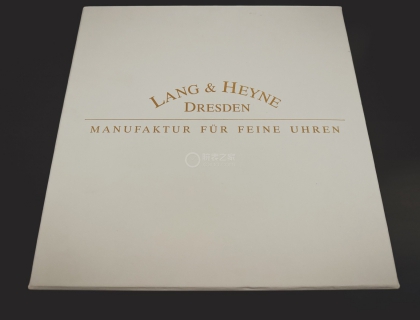 LANG & HEYNE
DRESDEN
MANUFAKTUR FÜR FEINE UHREN